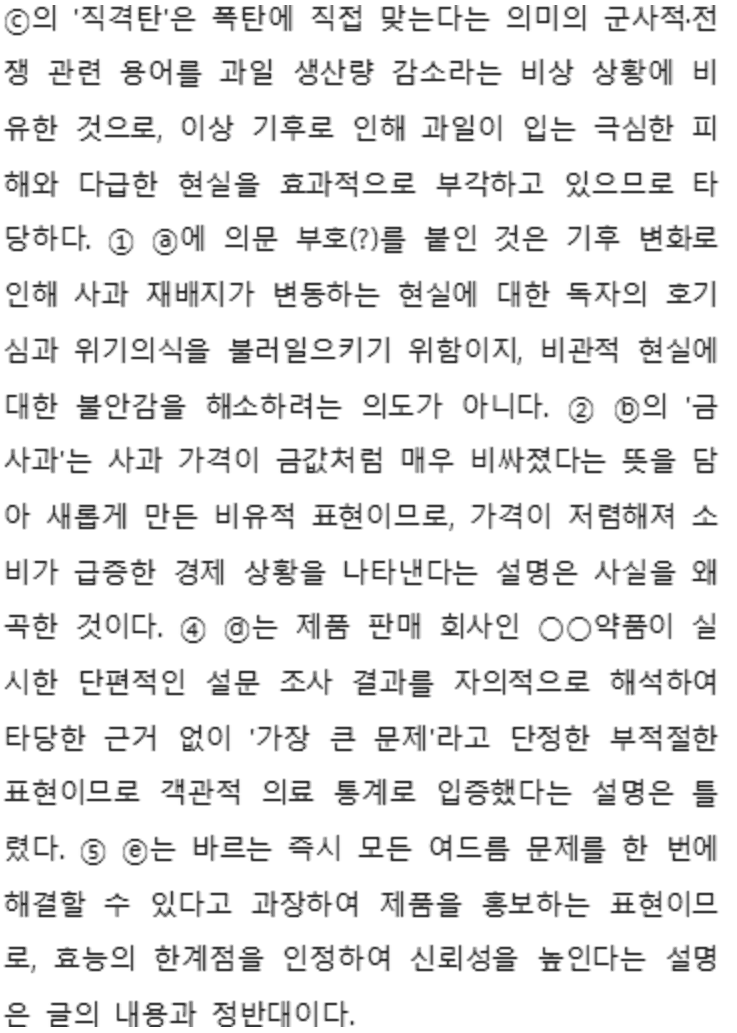 ⓒ의 '직격탄'은 폭탄에 직접 맞는다는 의미의 군사적·전
쟁 관련 용어를 과일 생산량 감소라는 비상 상황에 비
유한 것으로, 이상 기후로 인해 과일이 입는 극심한 피
해와 다급한 현실을 효과적으로 부각하고 있으므로 타
당하다. ① ⓐ에 의문 부호(?)를 붙인 것은 기후 변화로
인해 사과 재배지가 변동하는 현실에 대한 독자의 호기
심과 위기의식을 불러일으키기 위함이지, 비관적 현실에
대한 불안감을 해소하려는 의도가 아니다. ② ⓑ의 '금
사과'는 사과 가격이 금값처럼 매우 비싸졌다는 뜻을 담
아 새롭게 만든 비유적 표현이므로, 가격이 저렴해져 소
비가 급증한 경제 상황을 나타낸다는 설명은 사실을 왜
곡한 것이다. ④ ⓓ는 제품 판매 회사인 ○○약품이 실
시한 단편적인 설문 조사 결과를 자의적으로 해석하여
타당한 근거 없이 '가장 큰 문제'라고 단정한 부적절한
표현이므로 객관적 의료 통계로 입증했다는 설명은 틀
렸다. ⑤ ⓔ는 바르는 즉시 모든 여드름 문제를 한 번에
해결할 수 있다고 과장하여 제품을 홍보하는 표현이므
로, 효능의 한계점을 인정하여 신뢰성을 높인다는 설명
은 글의 내용과 정반대이다.